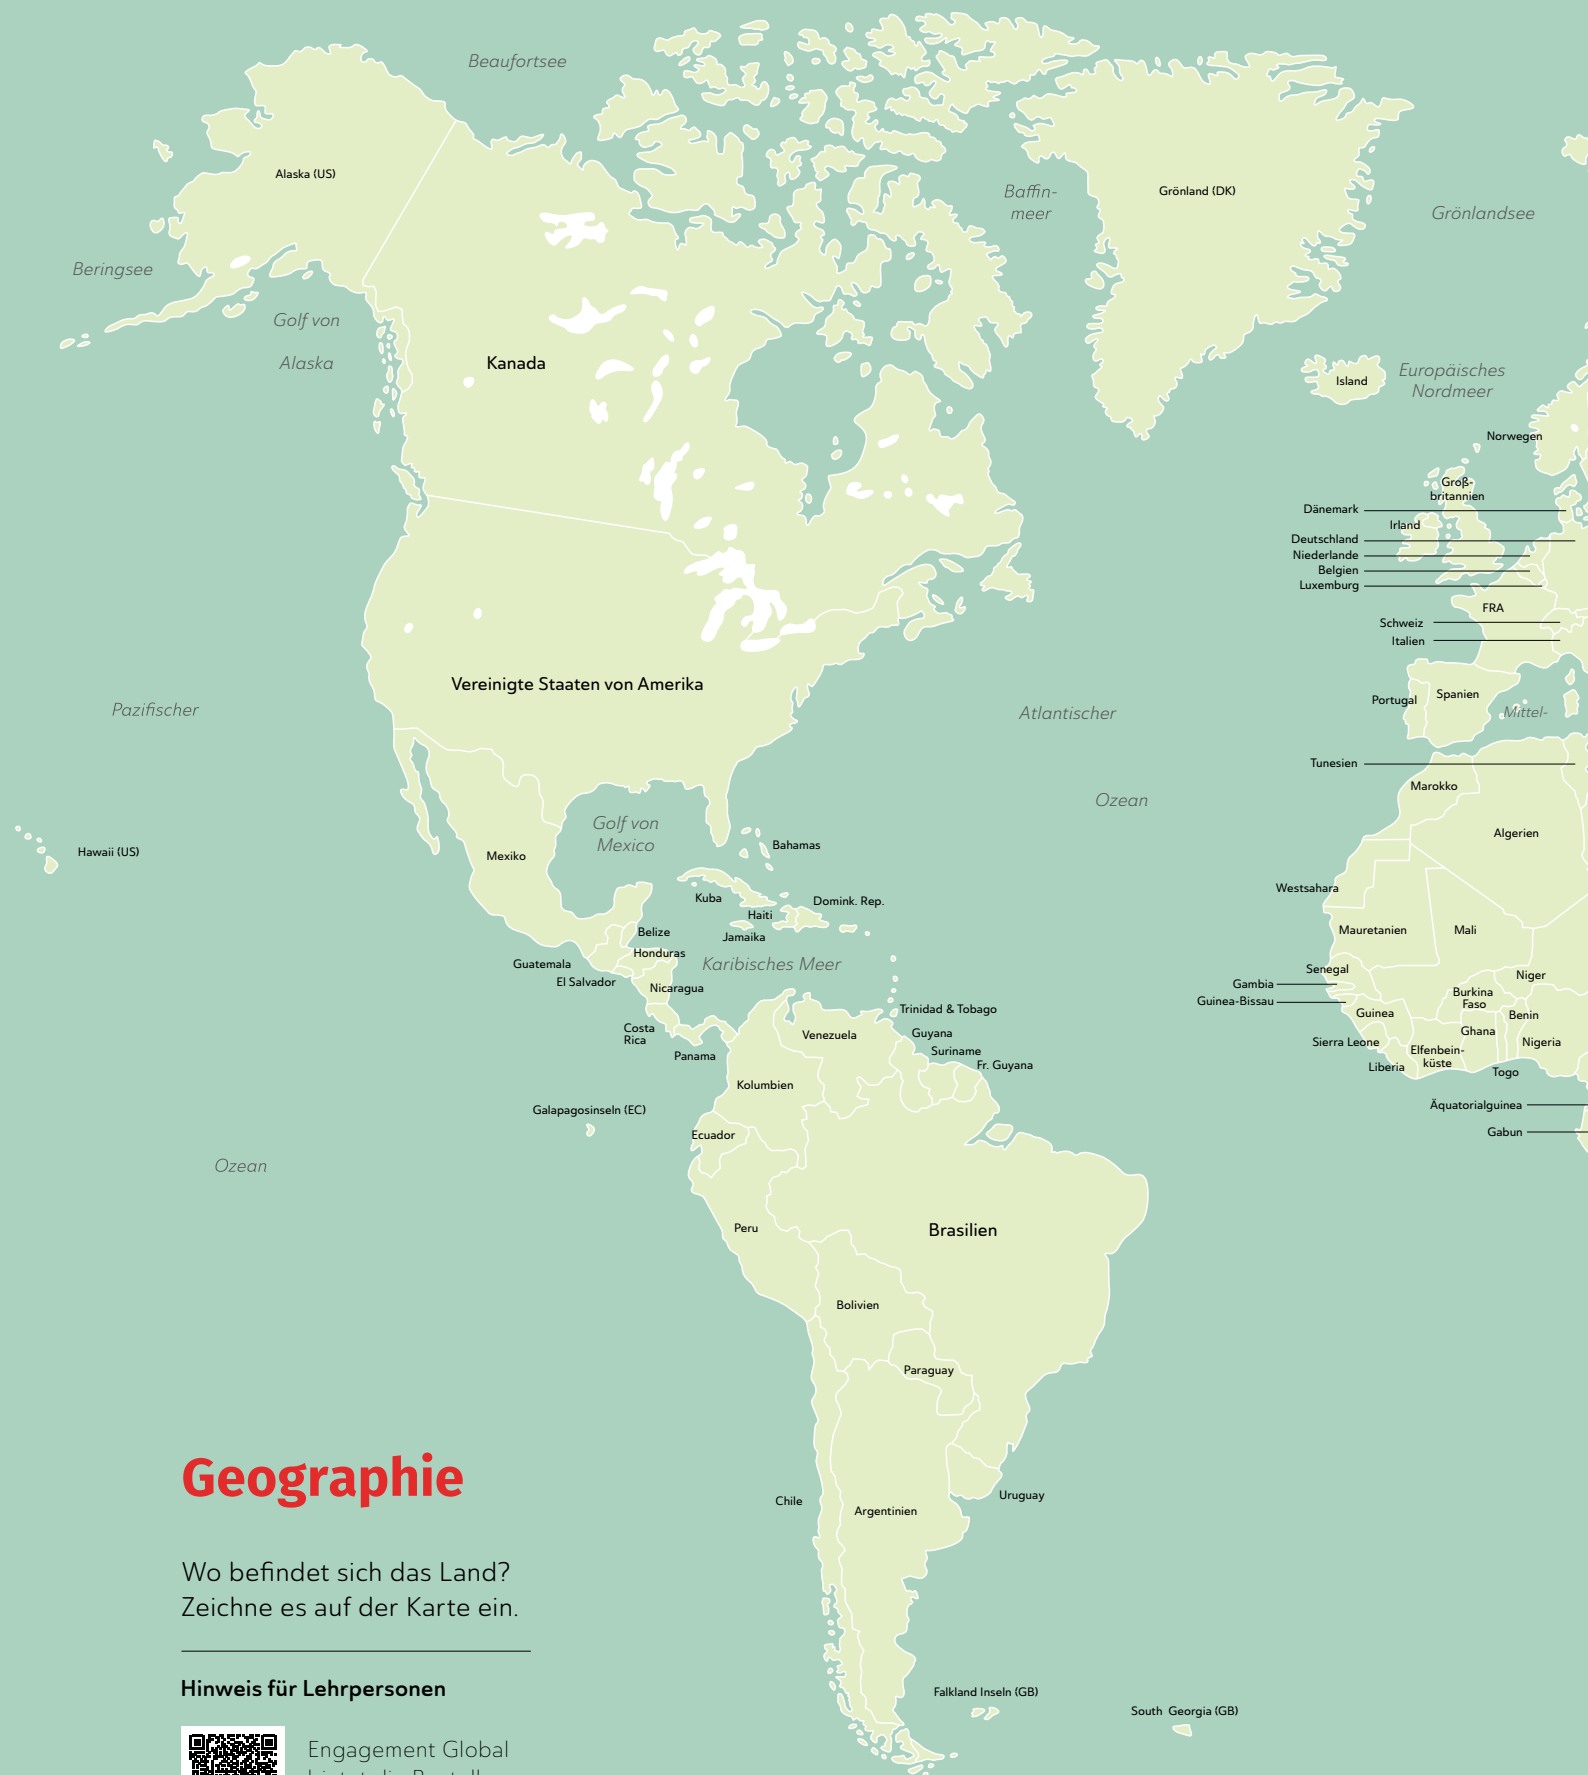 Beaufortsee
Alaska (US)
Baffin-
meer
Grönland (DK)
Grönlandsee
Beringsee
Golf von
Alaska
Kanada
Island
Europäisches
Nordmeer
Norwegen
Groß-
britannien
Dänemark
Irland
Deutschland
Niederlande
Belgien
Luxemburg
FRA
Schweiz
Italien
Vereinigte Staaten von Amerika
Portugal
Spanien
Mittel-
Pazifischer
Atlantischer
Tunesien
Marokko
Ozean
Golf von
Mexico
Algerien
Hawaii (US)
Mexiko
Bahamas
Kuba
Domink. Rep.
Haiti
Jamaika
Westsahara
Belize
Honduras
Mauretanien
Mali
Guatemala
El Salvador
Karibisches Meer
Nicaragua
Senegal
Niger
Gambia
Burkina
Faso
Guinea-Bissau
Trinidad & Tobago
Guinea
Benin
Costa
Rica
Venezuela
Guyana
Ghana
Sierra Leone
Nigeria
Panama
Suriname
Elfenbein-
küste
Fr. Guyana
Liberia
Togo
Kolumbien
Galapagosinseln (EC)
Äquatorialguinea
Ecuador
Gabun
Ozean
Peru
Brasilien
Bolivien
Paraguay
Chile
Argentinien
Uruguay
Geographie
Wo befindet sich das Land?
Zeichne es auf der Karte ein.
Hinweis für Lehrpersonen
Engagement Global
Falkland Inseln (GB)
South Georgia (GB)